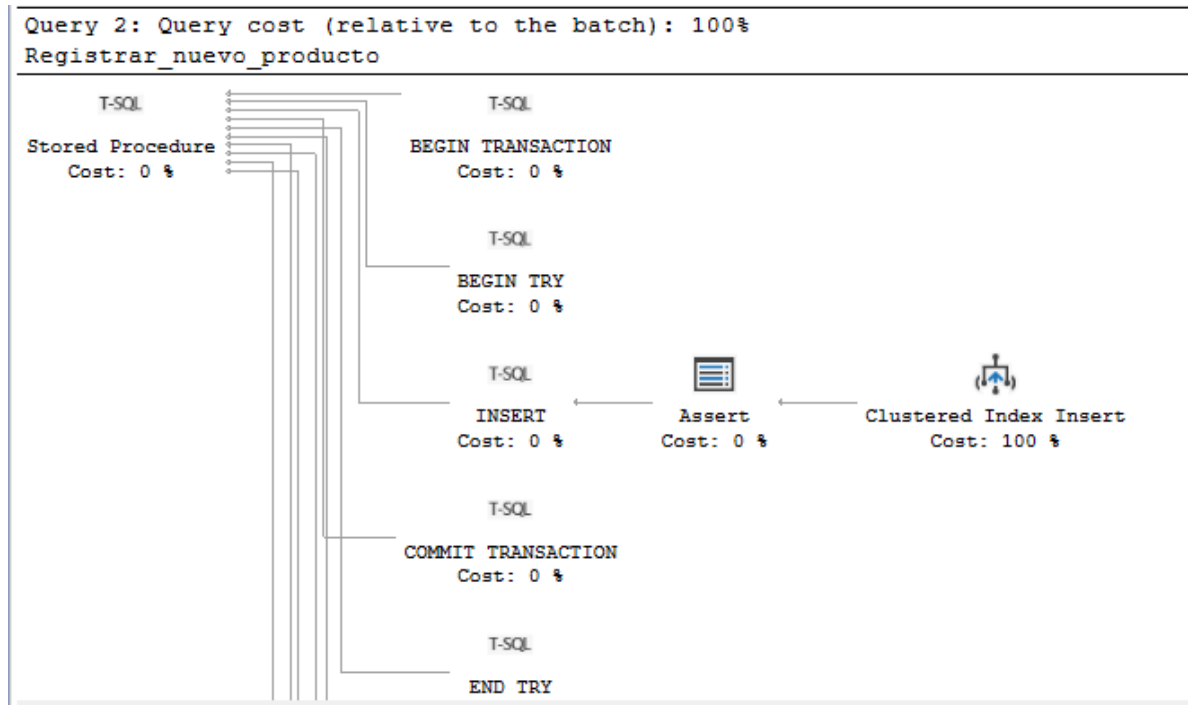 Query 2: Query cost (relative to the batch): 100%
Registrar_nuevo_producto
T-SQL
Stored Procedure
Cost: 0 %
T-SQL
BEGIN TRANSACTION
Cost: 0 %
T-SQL
BEGIN TRY
Cost: 0 %
T-SQL
INSERT
Cost: 0 %
Assert
Cost: 0 %
Clustered Index Insert
Cost: 100 %
T-SQL
COMMIT TRANSACTION
Cost: 0 %
T-SQL
END TRY